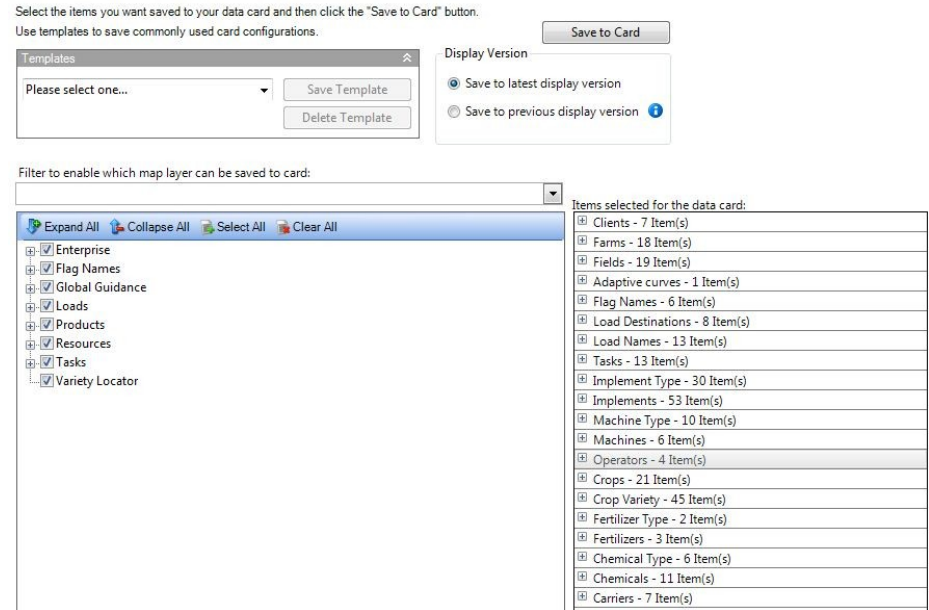 Select the items you want saved to your data card and then click the "Save to Card" button.
Use templates to save commonly used card configurations.
Save to Card
Templates
Please select one...
Save Template
Delete Template
Display Version
Save to latest display version
Save to previous display version
Filter to enable which map layer can be saved to card:
Expand All Collapse All Select All Clear All
Enterprise
Flag Names
Global Guidance
Loads
Products
Resources
Tasks
Variety Locator
Items selected for the data card:
Clients - 7 Item(s)
Farms - 18 Item(s)
Fields - 19 Item(s)
Adaptive curves - 1 Item(s)
Flag Names - 6 Item(s)
Load Destinations - 8 Item(s)
Load Names - 13 Item(s)
Tasks - 13 Item(s)
Implement Type - 30 Item(s)
Implements - 53 Item(s)
Machine Type - 10 Item(s)
Machines - 6 Item(s)
Operators - 4 Item(s)
Crops - 21 Item(s)
Crop Variety - 45 Item(s)
Fertilizer Type - 2 Item(s)
Fertilizers - 3 Item(s)
Chemical Type - 6 Item(s)
Chemicals - 11 Item(s)
Carriers - 7 Item(s)